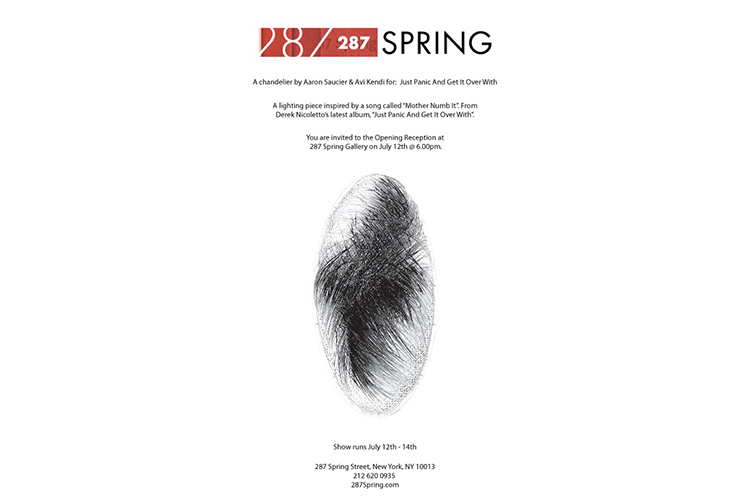 287 287 SPRING
A chandelier by Aaron Saucier & Avi Kendi for: Just Panic And Get It Over With
A lighting piece inspired by a song called "Mother Numb It". From
Derek Nicoletto's latest album, "Just Panic And Get It Over With".
You are invited to the Opening Reception at
287 Spring Gallery on July 12th @ 6.00pm.
Show runs July 12th - 14th
287 Spring Street, New York, NY 10013
212 620 0935
287Spring.com